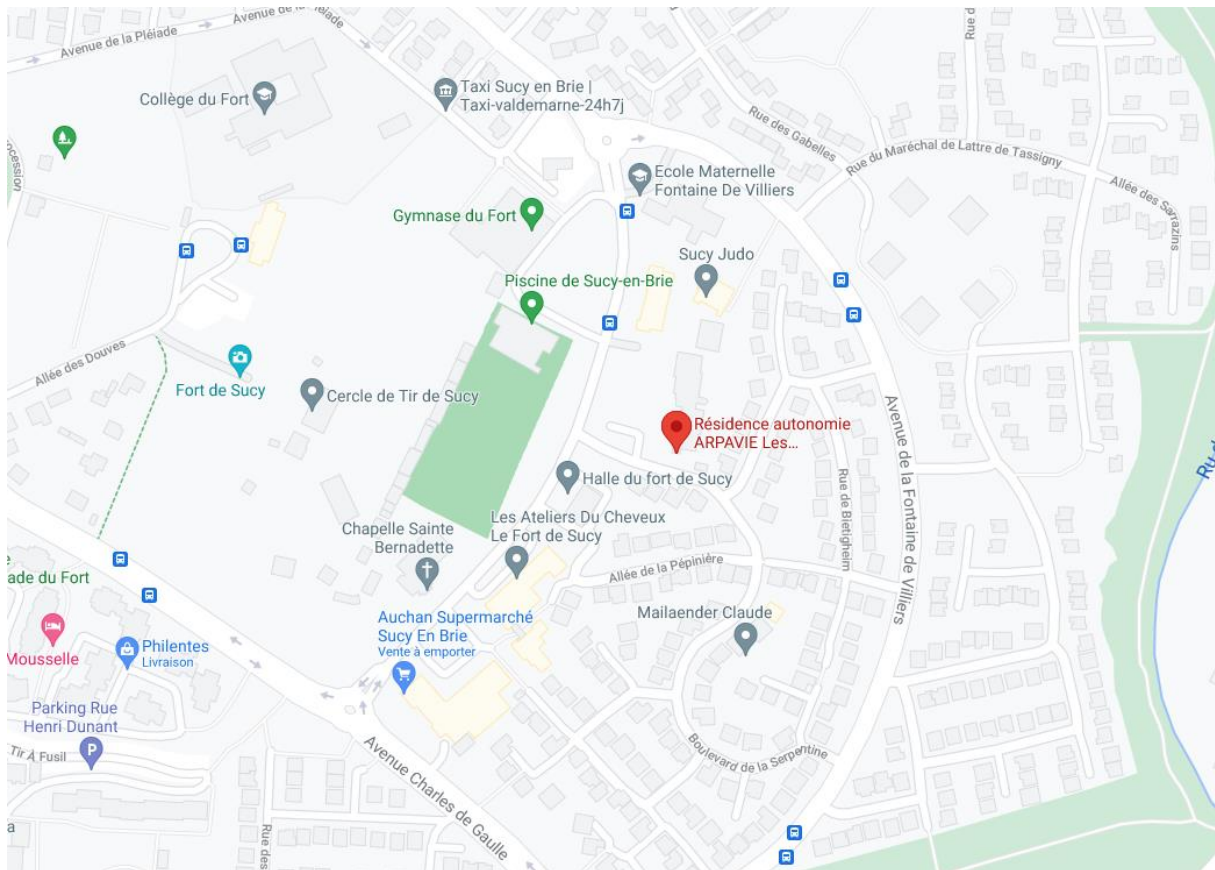 Avenue de la Pléiade
Avenue de la Pléiade
Collège du Fort
Taxi Sucy en Brie |
Taxi-valdemarne-24h7j
Rue des Gabelles
Rue du Maréchal de Lattre de Tassigny
Rue d
ocession
Ecole Maternelle
Fontaine De Villiers
Allée des Sarrazins
Gymnase du Fort
Sucy Judo
Piscine de Sucy-en-Brie
Allée des Douves
Fort de Sucy
Cercle de Tir de Sucy
Résidence autonomie
ARPAVIE Les...
Avenue de la Fontaine de Villiers
Ru d
Halle du fort de Sucy
Rue de Bietigheim
Les Ateliers Du Cheveux
Le Fort de Sucy
Chapelle Sainte
Bernadette
e
ade du Fort
Allée de la Pépinière
Mailaender Claude
Auchan Supermarché
Sucy En Brie
Vente à emporter
Philentes
Livraison
Mousselle
Parking Rue
Henri Dunant
P
Tir A Fusil
Boulevard de la Serpentine
Avenue Charles de Gaulle
Rue des
a